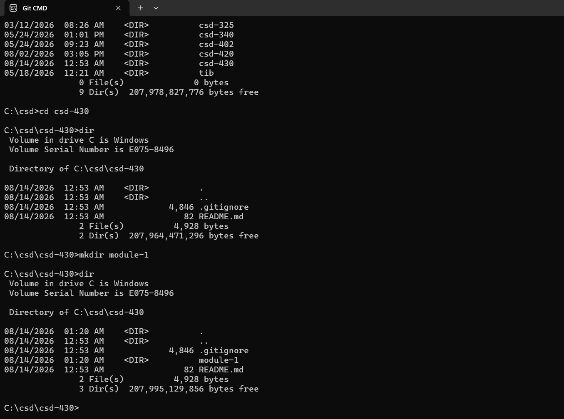 Git CMD
03/12/2026  08:26 AM    <DIR>          csd-325
05/24/2026  01:01 PM    <DIR>          csd-340
05/24/2026  09:23 AM    <DIR>          csd-402
08/02/2026  03:05 PM    <DIR>          csd-420
08/14/2026  12:53 AM    <DIR>          csd-430
05/18/2026  12:21 AM    <DIR>          tib
               0 File(s)              0 bytes
               9 Dir(s)  207,978,827,776 bytes free
C:\csd>cd csd-430
C:\csd\csd-430>dir
 Volume in drive C is Windows
 Volume Serial Number is E075-8496
 Directory of C:\csd\csd-430
08/14/2026  12:53 AM    <DIR>          .
08/14/2026  12:53 AM    <DIR>          ..
08/14/2026  12:53 AM             4,846 .gitignore
08/14/2026  12:53 AM                82 README.md
               2 File(s)          4,928 bytes
               2 Dir(s)  207,964,471,296 bytes free
C:\csd\csd-430>mkdir module-1
C:\csd\csd-430>dir
 Volume in drive C is Windows
 Volume Serial Number is E075-8496
 Directory of C:\csd\csd-430
08/14/2026  01:20 AM    <DIR>          .
08/14/2026  12:53 AM    <DIR>          ..
08/14/2026  12:53 AM             4,846 .gitignore
08/14/2026  01:20 AM    <DIR>          module-1
08/14/2026  12:53 AM                82 README.md
               2 File(s)          4,928 bytes
               3 Dir(s)  207,995,129,856 bytes free
C:\csd\csd-430>